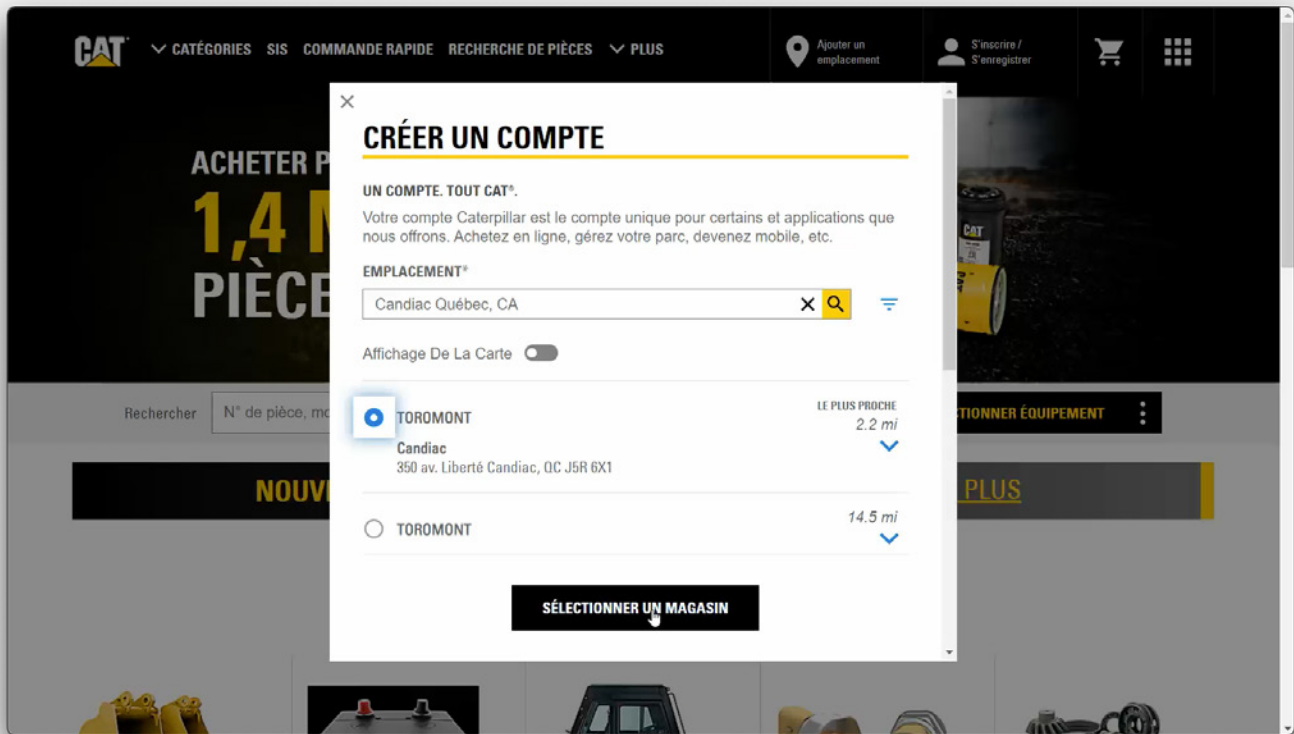 CAT
CATÉGORIES SIS COMMANDE RAPIDE RECHERCHE DE PIÈCES PLUS
Ajouter un
emplacement
S'inscrire /
S'enregistrer
ACHETER
1,4
CRÉER UN COMPTE
UN COMPTE. TOUT CAT®.
Votre compte Caterpillar est le compte unique pour certains et applications que
nous offrons. Achetez en ligne, gérez votre parc, devenez mobile, etc.
EMPLACEMENT*
Candiac Québec, CA
Affichage De La Carte
TOROMONT
LE PLUS PROCHE
2.2 mi
Candiac
350 av. Liberté Candiac, QC J5R 6X1
TOROMONT
14.5 mi
SÉLECTIONNER UN MAGASIN
Rechercher
N° de pièce,
ÉQUIPEMENT
PLUS
CAT